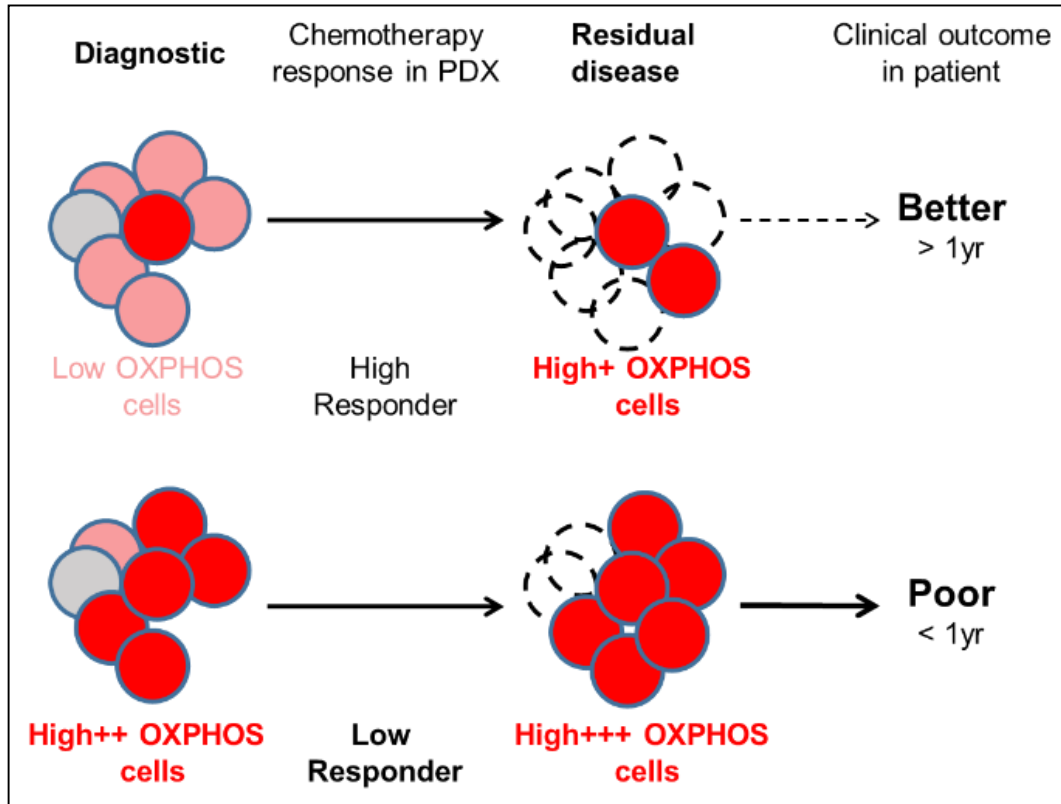 Diagnostic
Chemotherapy
response in PDX
Residual
disease
Clinical outcome
in patient
Better
> 1yr
Low OXPHOS
cells
High
Responder
High+ OXPHOS
cells
Poor
< 1yr
High++ OXPHOS
cells
Low
Responder
High+++ OXPHOS
cells